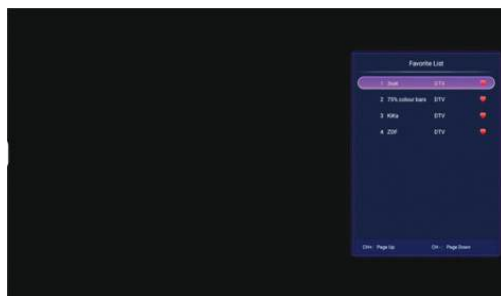 Favorite List
1 DTV
2 75% colour bars DTV
3 KiKa DTV
4 ZDF DTV
CH+: Page Up CH-: Page Down